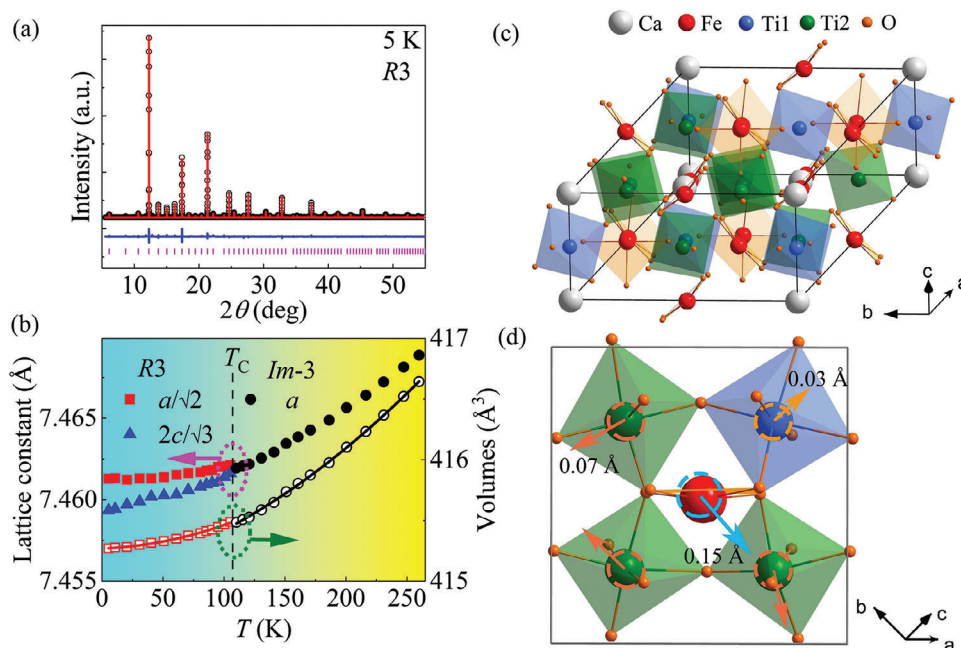 (a)
5 K
R3
Intensity (a.u.)
10 20 30 40 50
2θ (deg)
(b)
T_C
R3
Im-3
a/√2
a
2c/√3
7.465
7.460
7.455
Lattice constant (Å)
417
416
415
Volumes (Å³)
0 50 100 150 200 250
T (K)
(c)
Ca Fe Ti1 Ti2 O
c
a
b
(d)
0.03 Å
0.07 Å
0.15 Å
b
c
a